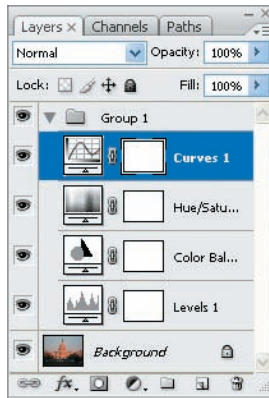 Layers × Channels Paths
Normal Opacity: 100%
Lock: Fill: 100%
Group 1
Curves 1
Hue/Satu...
Color Bal...
Levels 1
Background
fx.